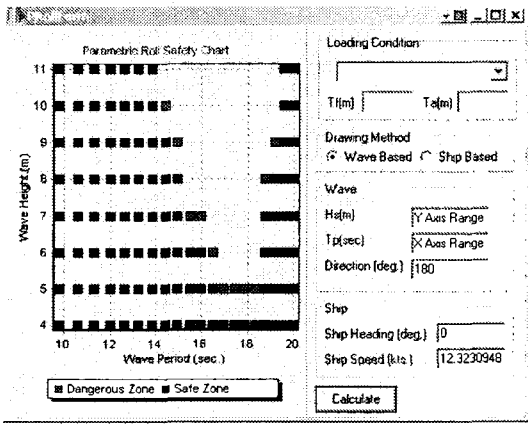 Parametric Roll Safety Chart
Wave Height.(m)
11
10
9
8
7
6
5
4
10 12 14 16 18 20
Wave Period (sec.)
Dangerous Zone Safe Zone
Loading Condition
Tf(m) Ta(m)
Drawing Method
Wave Based Ship Based
Wave
Hs(m) Y Axis Range
Tp(sec) X Axis Range
Direction (deg.) 180
Ship
Ship Heading (deg.) 0
Ship Speed (kts.) 12.3230948
Calculate